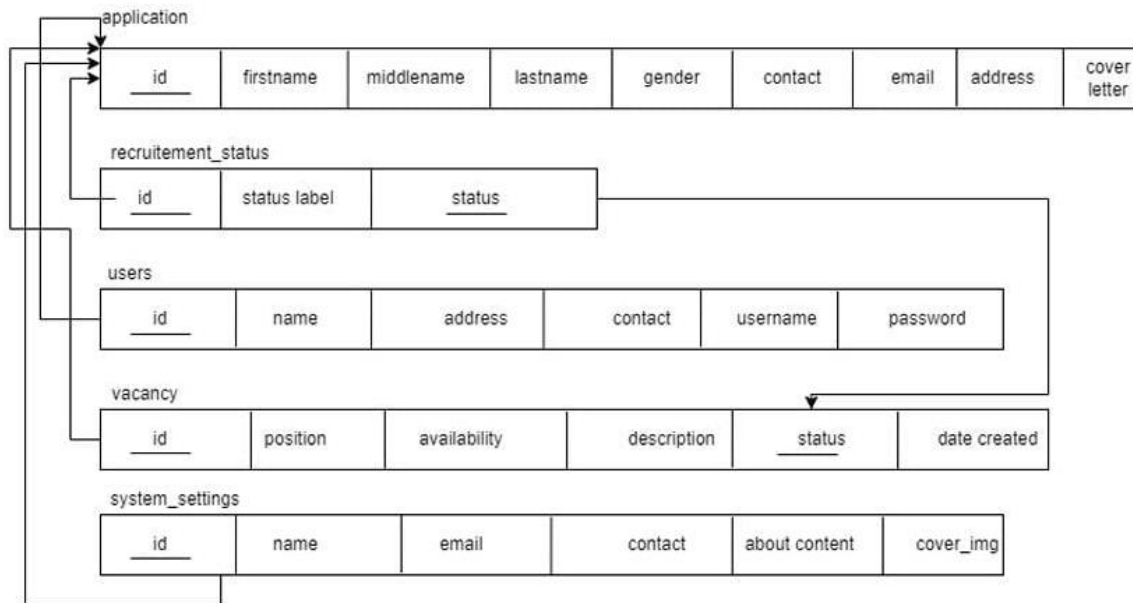 application
id firstname middlename lastname gender contact email address cover letter
recruitement_status
id status label status
users
id name address contact username password
vacancy
id position availability description status date created
system_settings
id name email contact about content cover_img